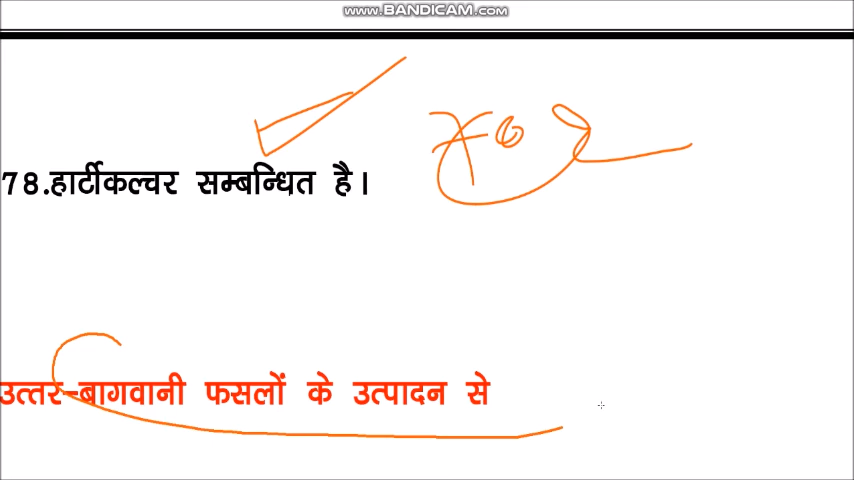 WWW.BANDICAM.COM
78.हार्टीकल्चर सम्बन्धित है।
उत्तर-बागवानी फसलों के उत्पादन से